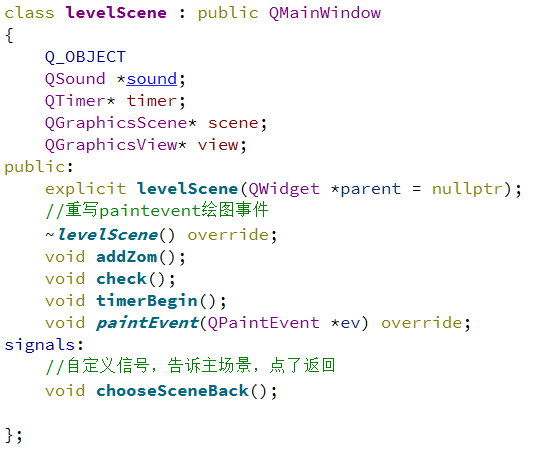 class levelScene : public QMainWindow
{
    Q_OBJECT
    QSound *sound;
    QTimer* timer;
    QGraphicsScene* scene;
    QGraphicsView* view;
public:
    explicit levelScene(QWidget *parent = nullptr);
    //重写paintevent绘图事件
    ~levelScene() override;
    void addZom();
    void check();
    void timerBegin();
    void paintEvent(QPaintEvent *ev) override;
signals:
    //自定义信号，告诉主场景，点了返回
    void chooseSceneBack();
};